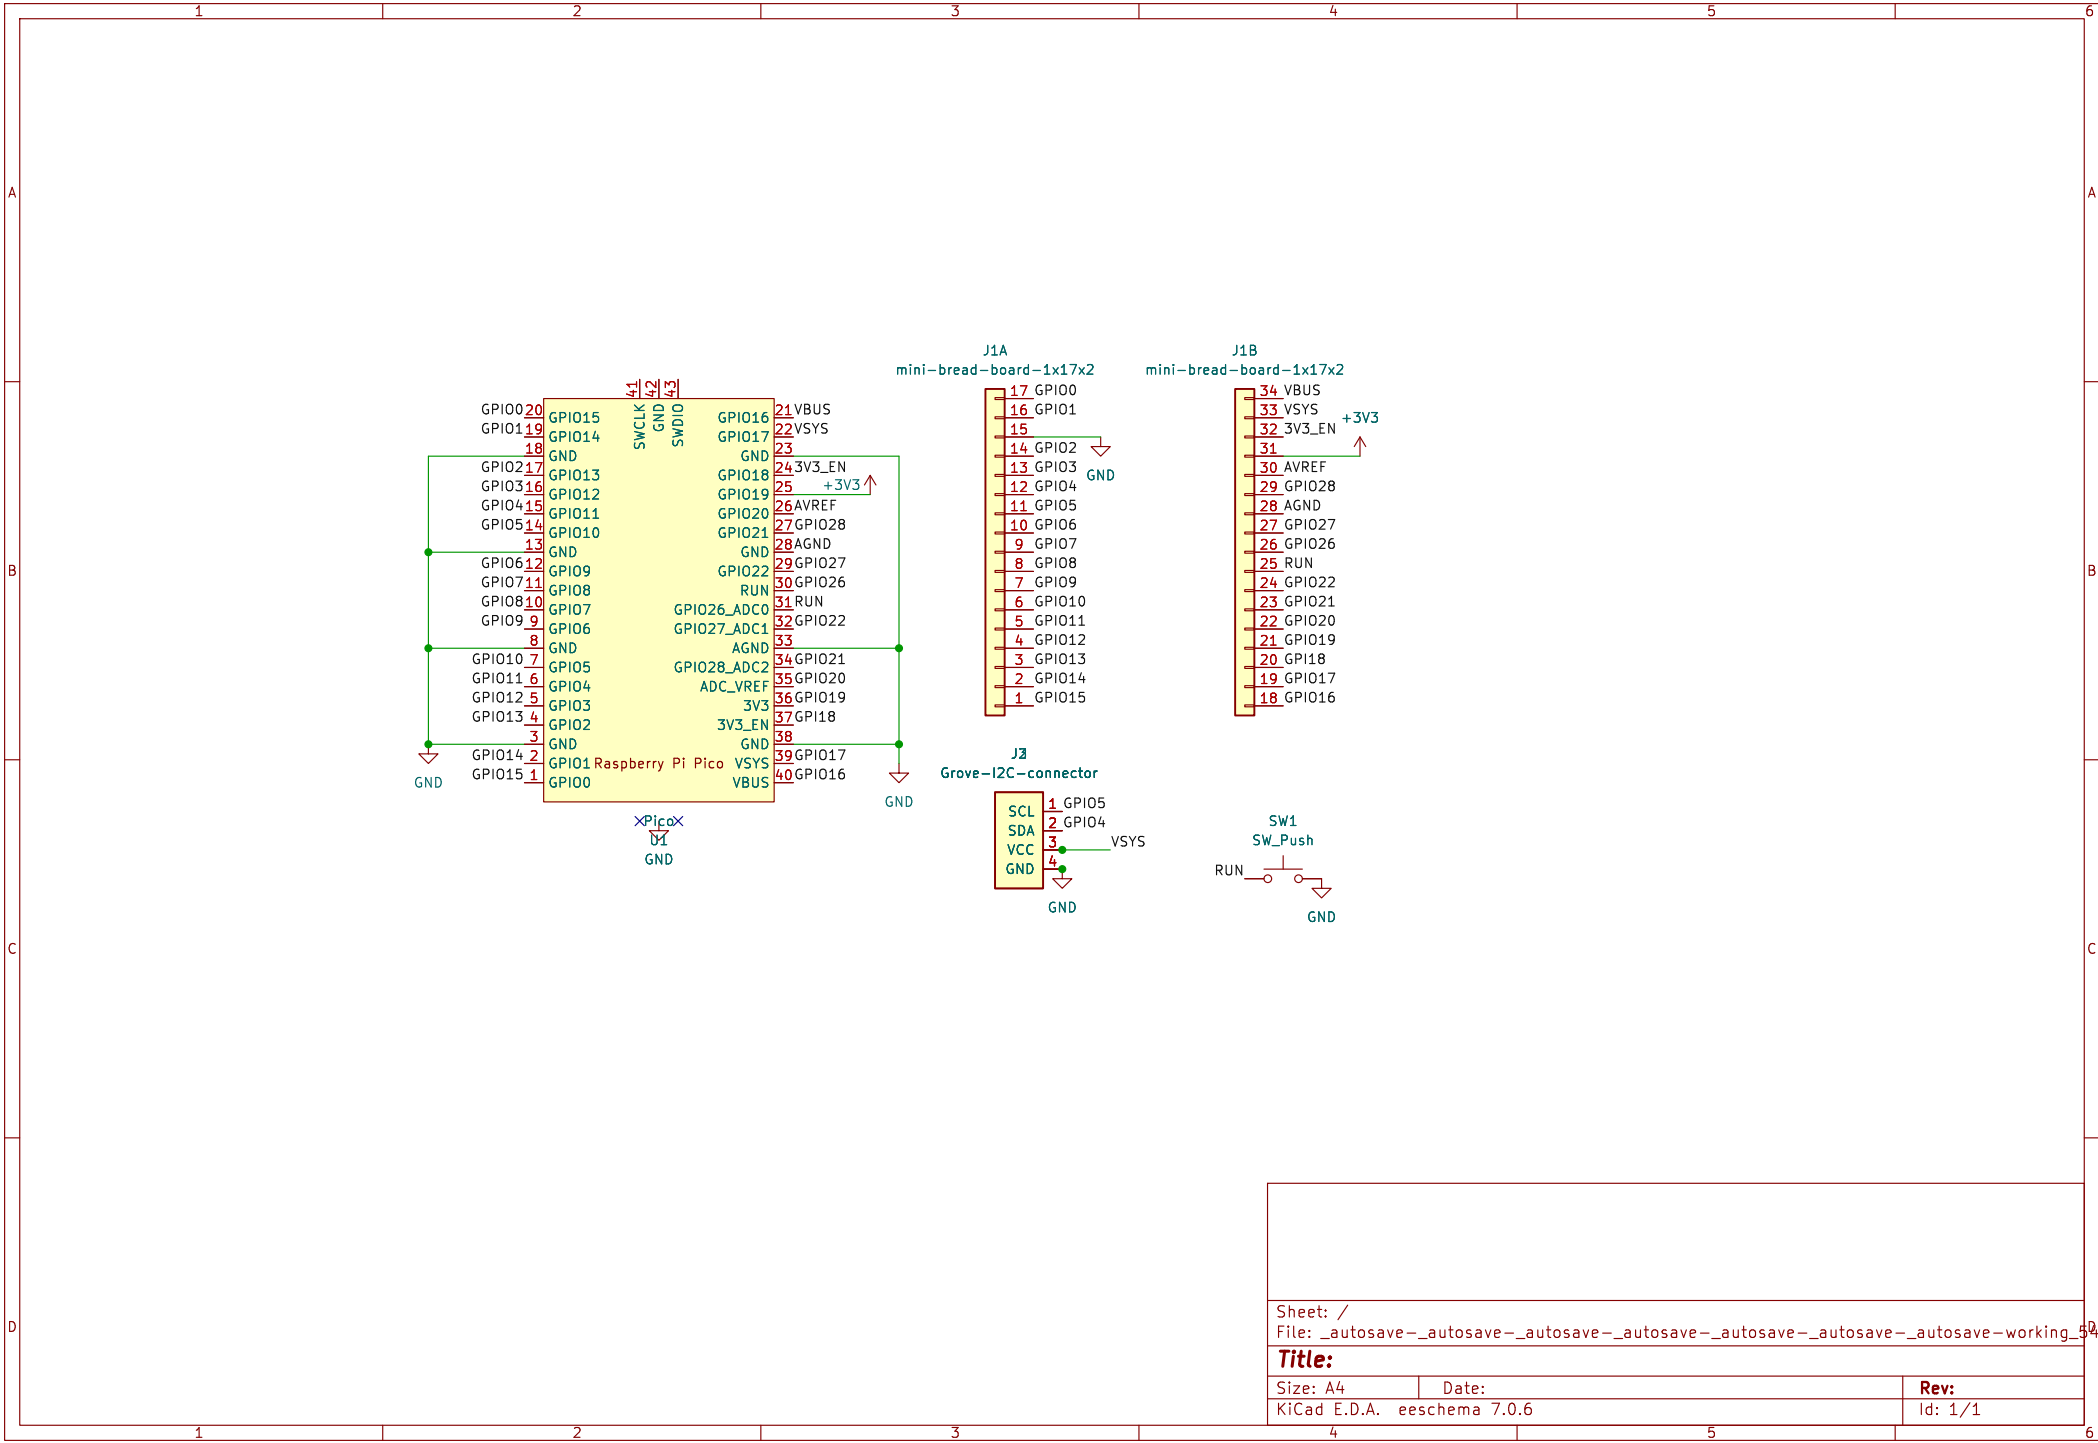 1 2 3 4 5 6
A A
B B
C C
D D
J1A
mini-bread-board-1x17x2
J1B
mini-bread-board-1x17x2
41 42 43
SWCLK GND SWDIO
GPIO0 20 GPIO15
GPIO1 19 GPIO14
18 GND
GPIO2 17 GPIO13
GPIO3 16 GPIO12
GPIO4 15 GPIO11
GPIO5 14 GPIO10
13 GND
GPIO6 12 GPIO9
GPIO7 11 GPIO8
GPIO8 10 GPIO7
GPIO9 9 GPIO6
8 GND
GPIO10 7 GPIO5
GPIO11 6 GPIO4
GPIO12 5 GPIO3
GPIO13 4 GPIO2
3 GND
GPIO14 2 GPIO1
GPIO15 1 GPIO0
GND
Raspberry Pi Pico
GPIO16 21 VBUS
GPIO17 22 VSYS
GND 23
GPIO18 24 3V3_EN
GPIO19 25 +3V3
GPIO20 26 AVREF
GPIO21 27 GPIO28
GND 28 AGND
GPIO22 29 GPIO27
RUN 30 GPIO26
GPIO26_ADC0 31 RUN
GPIO27_ADC1 32 GPIO22
AGND 33
GPIO28_ADC2 34 GPIO21
ADC_VREF 35 GPIO20
3V3 36 GPIO19
3V3_EN 37 GPI18
GND 38
VSYS 39 GPIO17
VBUS 40 GPIO16
GND
Pico
U1
GND
17 GPIO0
16 GPIO1
15
14 GPIO2
13 GPIO3
12 GPIO4
11 GPIO5
10 GPIO6
9 GPIO7
8 GPIO8
7 GPIO9
6 GPIO10
5 GPIO11
4 GPIO12
3 GPIO13
2 GPIO14
1 GPIO15
GND
34 VBUS
33 VSYS
32 3V3_EN
31 +3V3
30 AVREF
29 GPIO28
28 AGND
27 GPIO27
26 GPIO26
25 RUN
24 GPIO22
23 GPIO21
22 GPIO20
21 GPIO19
20 GPI18
19 GPIO17
18 GPIO16
Grove-I2C-connector
SCL 1 GPIO5
SDA 2 GPIO4
VCC 3 VSYS
GND 4
GND
SW1
SW_Push
RUN
GND
Sheet: /
File: _autosave-_autosave-_autosave-_autosave-_autosave-_autosave-_autosave-working_54
Title:
Size: A4 Date: Rev:
KiCad E.D.A. eeschema 7.0.6 Id: 1/1
1 2 3 4 5 6